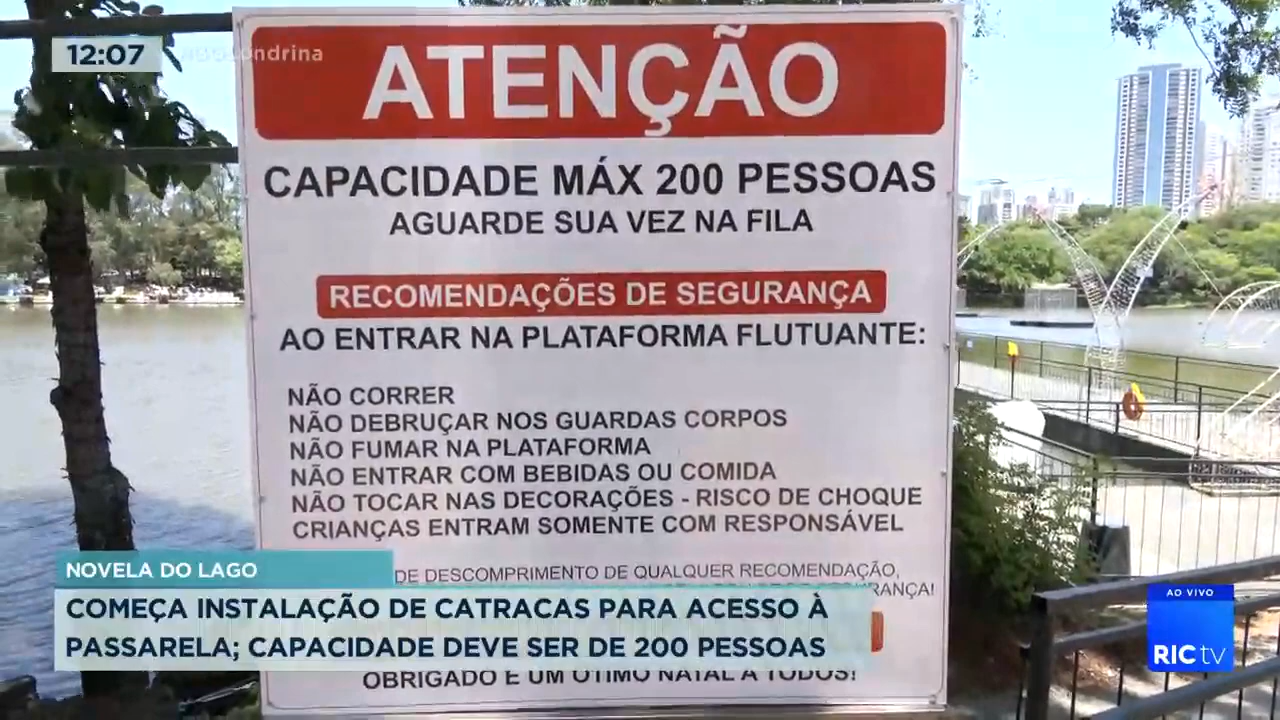 12:07
ATENÇÃO
CAPACIDADE MÁX 200 PESSOAS
AGUARDE SUA VEZ NA FILA
RECOMENDAÇÕES DE SEGURANÇA
AO ENTRAR NA PLATAFORMA FLUTUANTE:
NÃO CORRER
NÃO DEBRUÇAR NOS GUARDAS CORPOS
NÃO FUMAR NA PLATAFORMA
NÃO ENTRAR COM BEBIDAS OU COMIDA
NÃO TOCAR NAS DECORAÇÕES - RISCO DE CHOQUE
CRIANÇAS ENTRAM SOMENTE COM RESPONSÁVEL
DE DESCOMPRIMENTO DE QUALQUER RECOMENDAÇÃO,
NOVELA DO LAGO
COMEÇA INSTALAÇÃO DE CATRACAS PARA ACESSO À
PASSARELA; CAPACIDADE DEVE SER DE 200 PESSOAS
OBRIGADO E UM ÓTIMO NATAL A TODOS!
AO VIVO
RIC tv